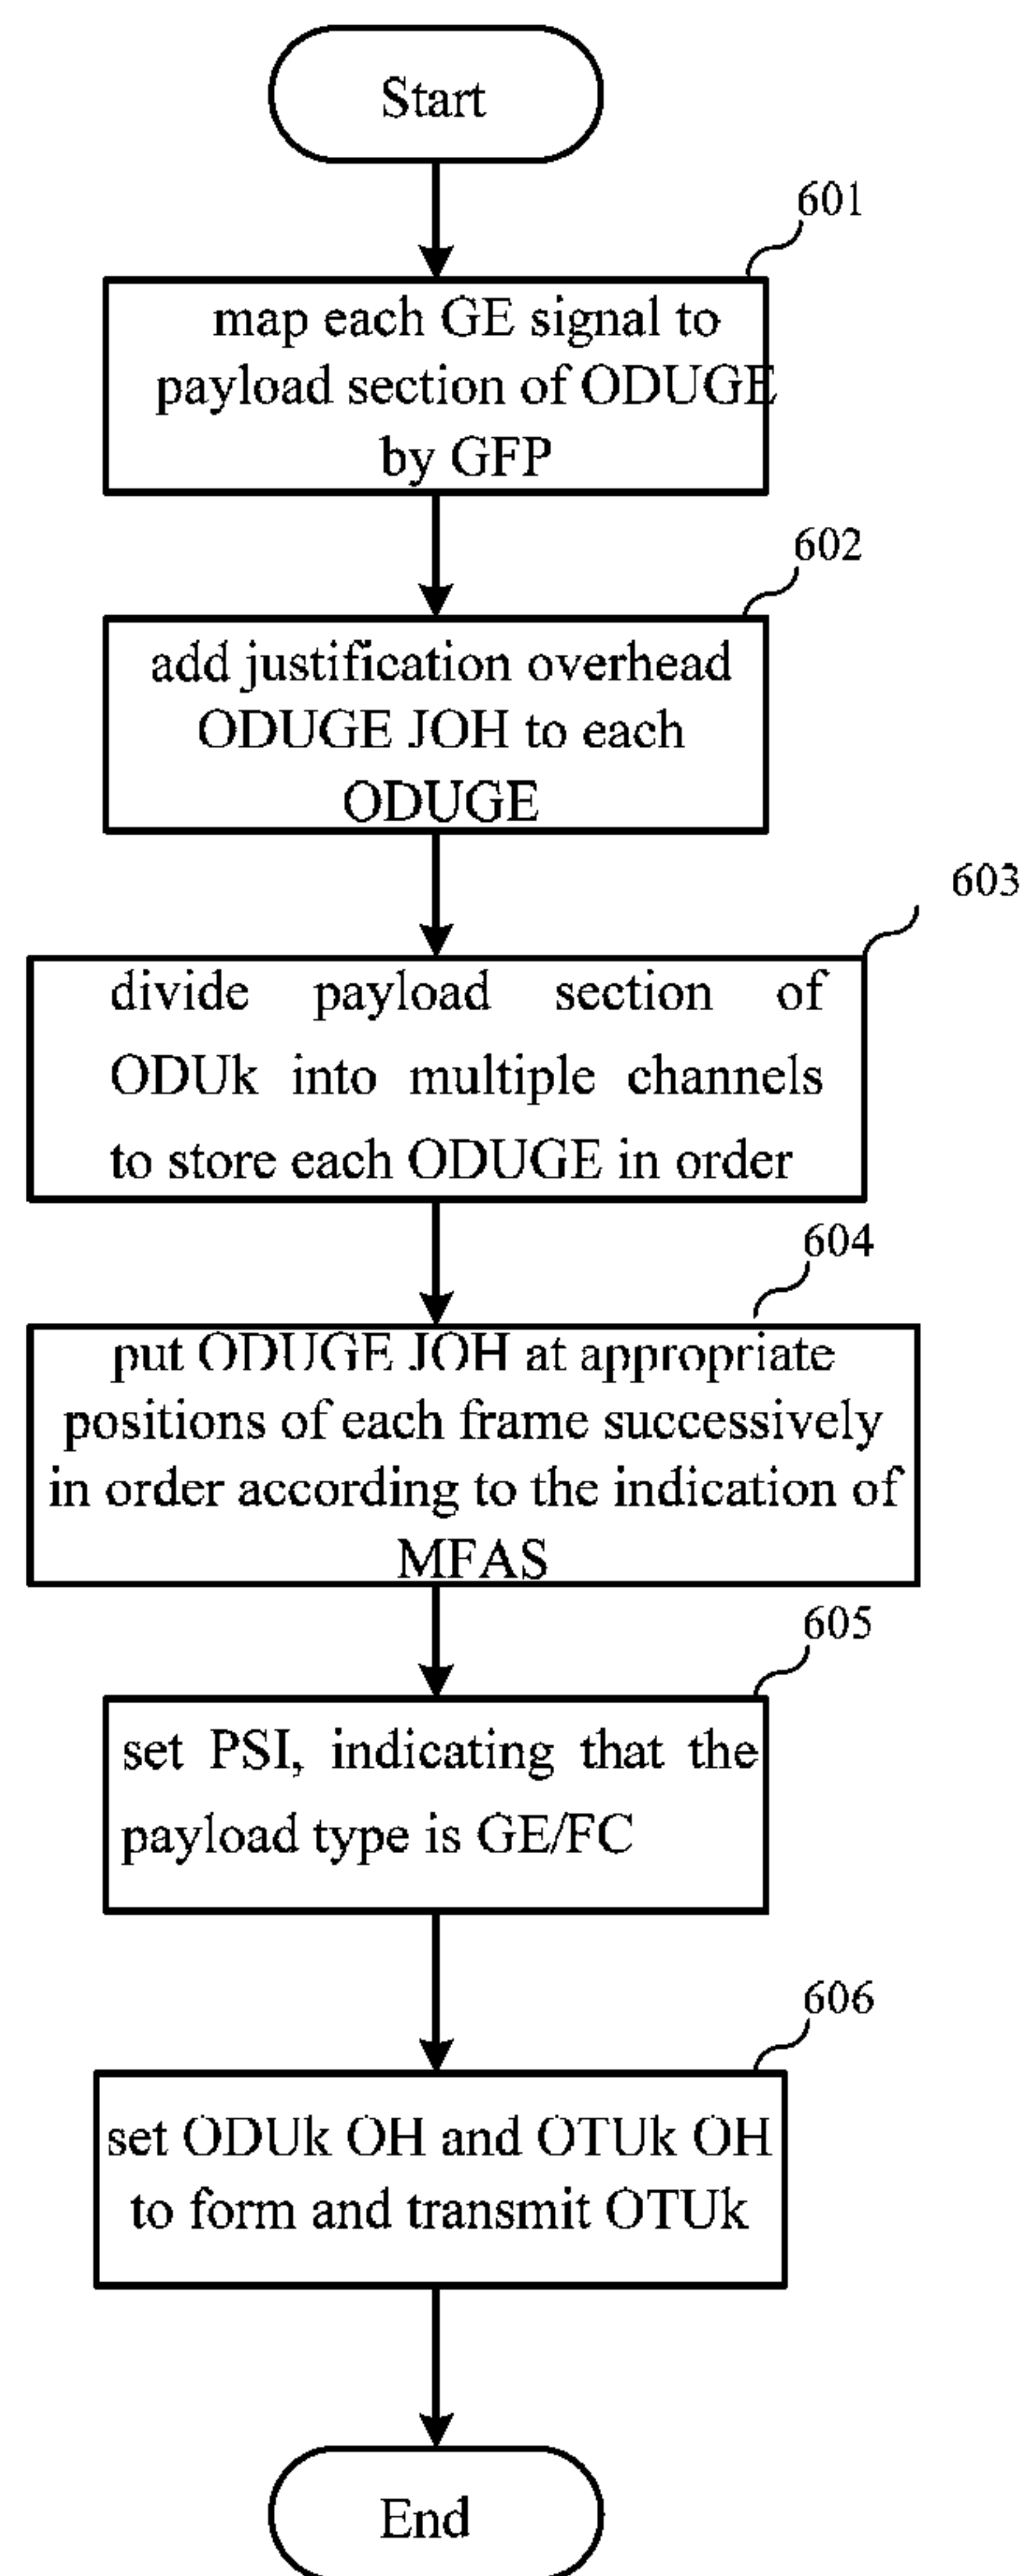 Start
601
map each GE signal to
payload section of ODUGE
by GFP
602
add justification overhead
ODUGE JOH to each
ODUGE
603
divide payload section of
ODUk into multiple channels
to store each ODUGE in order
604
put ODUGE JOH at appropriate
positions of each frame successively
in order according to the indication of
MFAS
605
set PSI, indicating that the
payload type is GE/FC
606
set ODUk OH and OTUk OH
to form and transmit OTUk
End